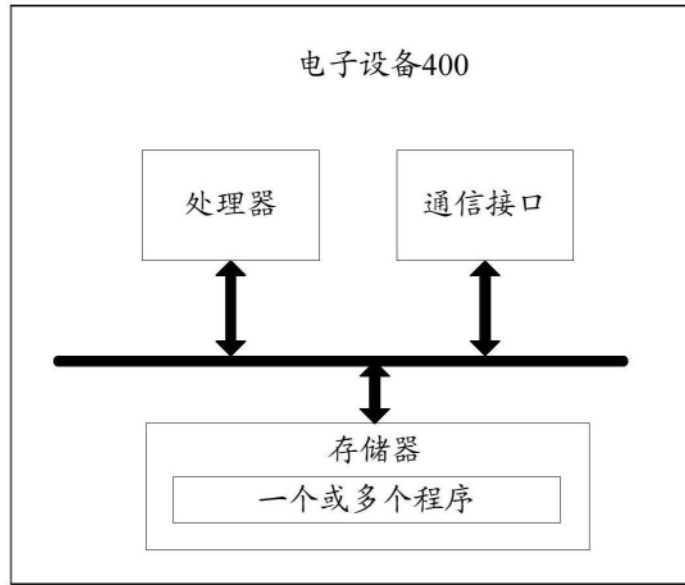 电子设备400
处理器
通信接口
存储器
一个或多个程序